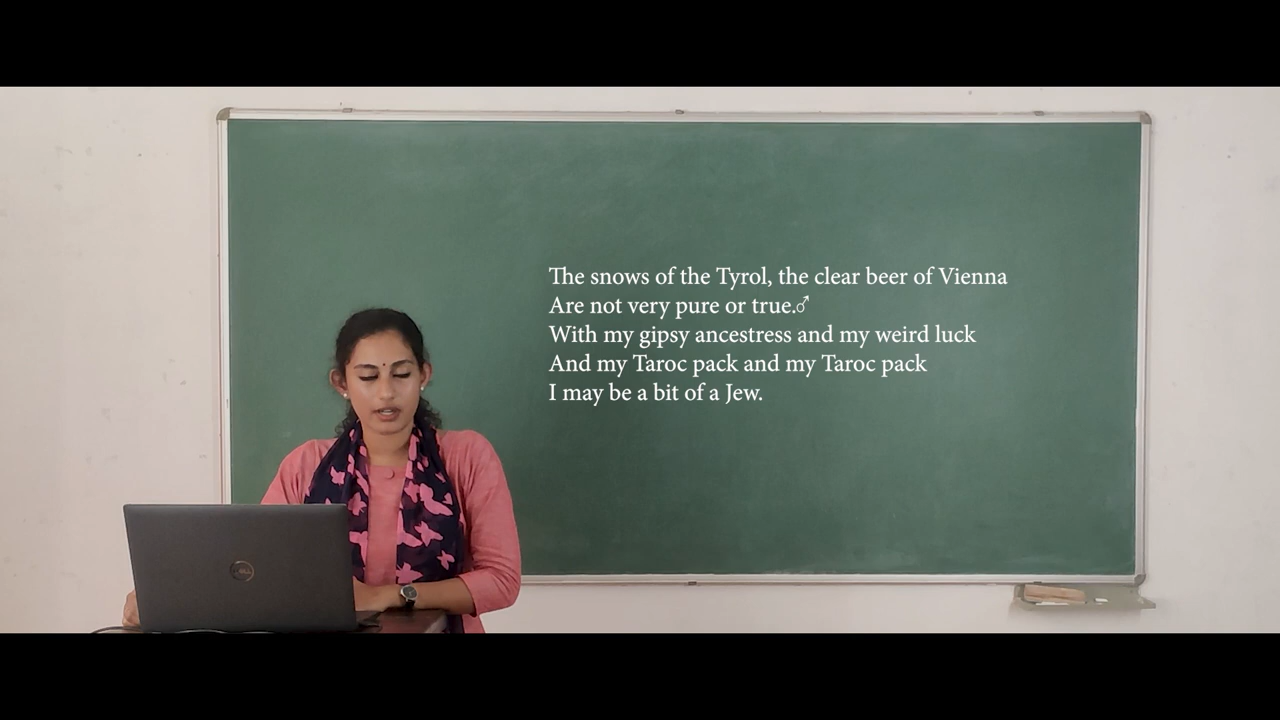 The snows of the Tyrol, the clear beer of Vienna
Are not very pure or true.♂
With my gipsy ancestress and my weird luck
And my Taroc pack and my Taroc pack
I may be a bit of a Jew.
DELL